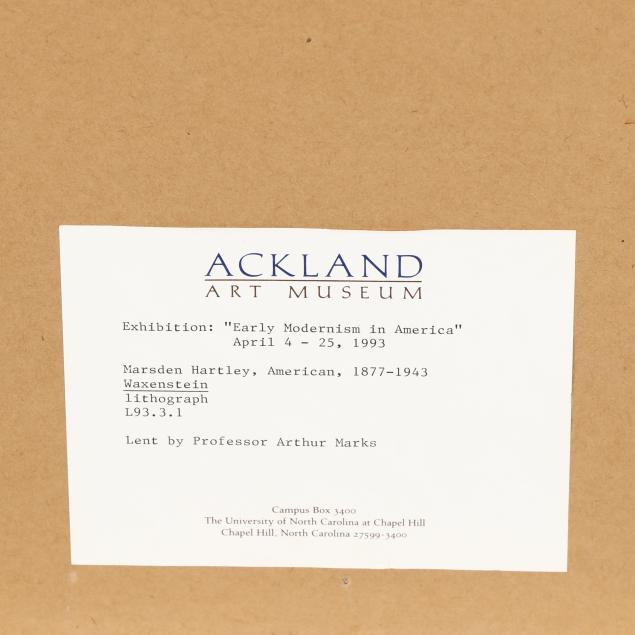 ACKLAND
ART MUSEUM
Exhibition: "Early Modernism in America"
April 4 - 25, 1993
Marsden Hartley, American, 1877-1943
Waxenstein
lithograph
L93.3.1
Lent by Professor Arthur Marks
Campus Box 3400
The University of North Carolina at Chapel Hill
Chapel Hill, North Carolina 27599-3400